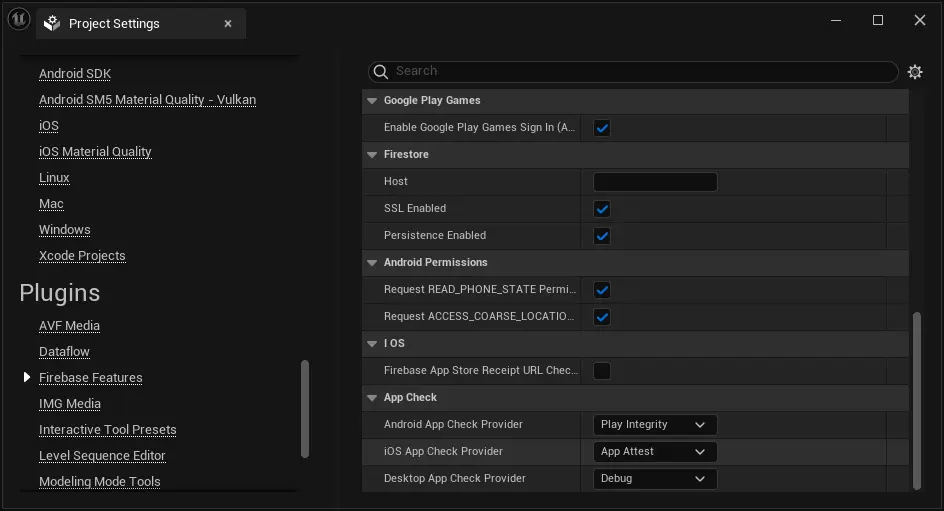 Project Settings
Android SDK
Android SM5 Material Quality - Vulkan
iOS
iOS Material Quality
Linux
Mac
Windows
Xcode Projects
Plugins
AVF Media
Dataflow
Firebase Features
IMG Media
Interactive Tool Presets
Level Sequence Editor
Modeling Mode Tools
Search
Google Play Games
Enable Google Play Games Sign In (A...
Firestore
Host
SSL Enabled
Persistence Enabled
Android Permissions
Request READ_PHONE_STATE Permi...
Request ACCESS_COARSE_LOCATIO...
I OS
Firebase App Store Receipt URL Chec...
App Check
Android App Check Provider Play Integrity
iOS App Check Provider App Attest
Desktop App Check Provider Debug